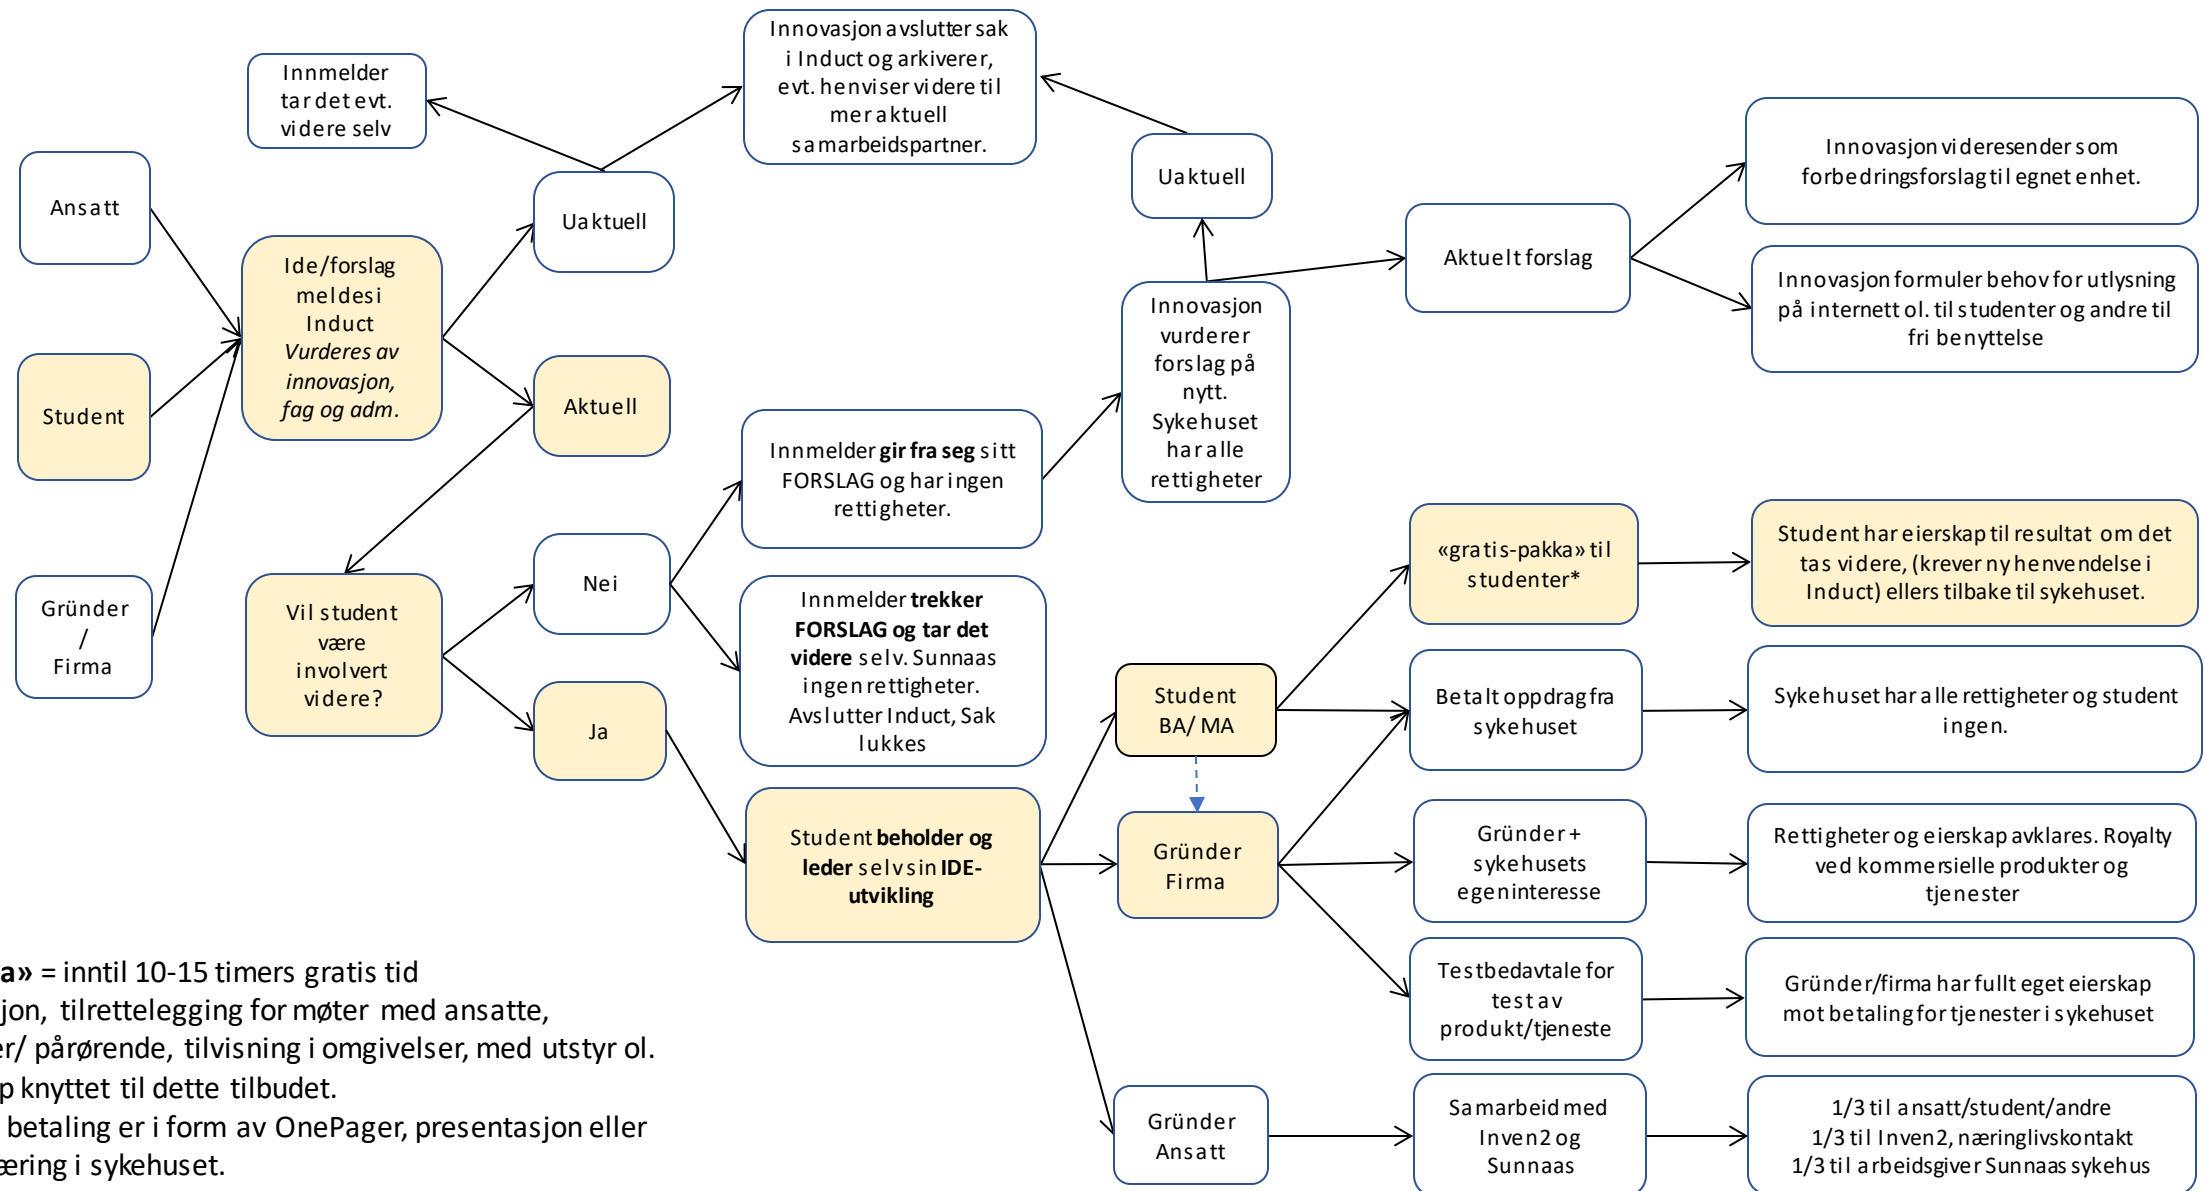 Innmelder
tar det evt.
videre selv
Innovasjon avslutter sak
i Induct og arkiverer,
evt. henviser videre til
mer aktuell
samarbeidspartner.
Ansatt
Student
Gründer
/
Firma
Ide/forslag
meldes i
Induct
Vurderes av
innovasjon,
fag og adm.
Uaktuell
Aktuell
Vil student
være
involvert
videre?
Nei
Ja
Innmelder gir fra seg sitt
FORSLAG og har ingen
rettigheter.
Innmelder trekker
FORSLAG og tar det
videre selv. Sunnaas
ingen rettigheter.
Avslutter Induct, Sak
lukkes
Student beholder og
leder selv sin IDE-
utvikling
Uaktuell
Innovasjon
vurderer
forslag på
nytt.
Sykehuset
har alle
rettigheter
Aktuelt forslag
Innovasjon videresender som
forbedringsforslag til egnet enhet.
Innovasjon formuler behov for utlysning
på internett ol. til studenter og andre til
fri benyttelse
Student
BA/ MA
Gründer
Firma
Gründer
Ansatt
«gratis-pakka» til
studenter*
Student har eierskap til resultat om det
tas videre, (krever ny henvendelse i
Induct) ellers tilbake til sykehuset.
Betalt oppdrag fra
sykehuset
Sykehuset har alle rettigheter og student
ingen.
Gründer +
sykehusets
egeninteresse
Rettigheter og eierskap avklares. Royalty
ved kommersielle produkter og
tjenester
Testbedavtale for
test av
produkt/tjeneste
Gründer/firma har fullt eget eierskap
mot betaling for tjenester i sykehuset
Samarbeid med
Inven2 og
Sunnaas
1/3 til ansatt/student/andre
1/3 til Inven2, næringlivskontakt
1/3 til arbeidsgiver Sunnaas sykehus
a» = inntil 10-15 timers gratis tid
jon, tilrettelegging for møter med ansatte,
er/ pårørende, tilvisning i omgivelser, med utstyr ol.
p knyttet til dette tilbudet.
betaling er i form av OnePager, presentasjon eller
æring i sykehuset.